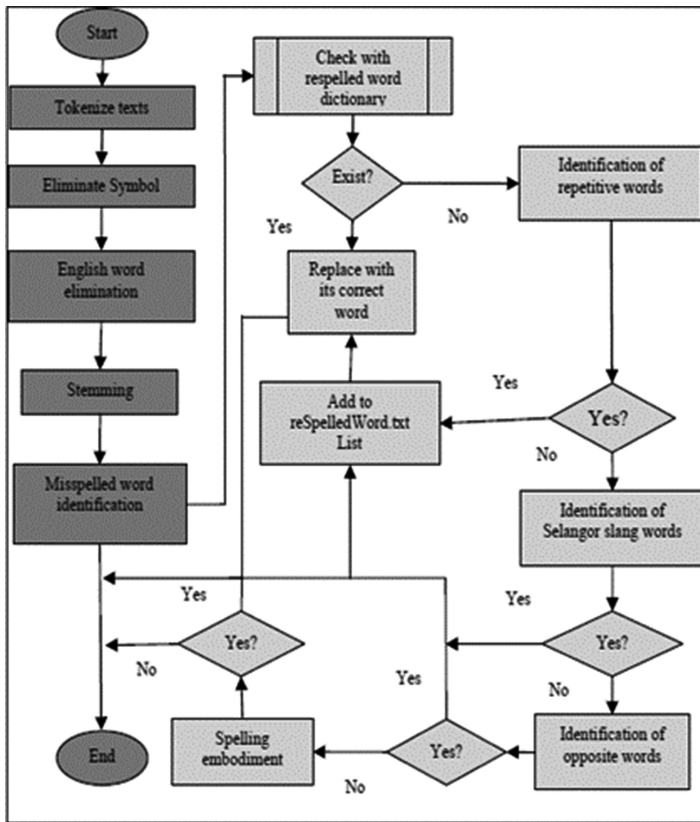 Start
Tokenize texts
Eliminate Symbol
English word
elimination
Stemming
Misspelled word
identification
End
Check with
respelled word
dictionary
Exist?
Yes
No
Replace with
its correct
word
Identification of
repetitive words
Yes?
Yes
No
Add to
reSpelledWord.txt
List
Identification of
Selangor slang words
Yes?
Yes
No
Identification of
opposite words
Yes?
Yes
No
Spelling
embodiment
Yes?
Yes
No